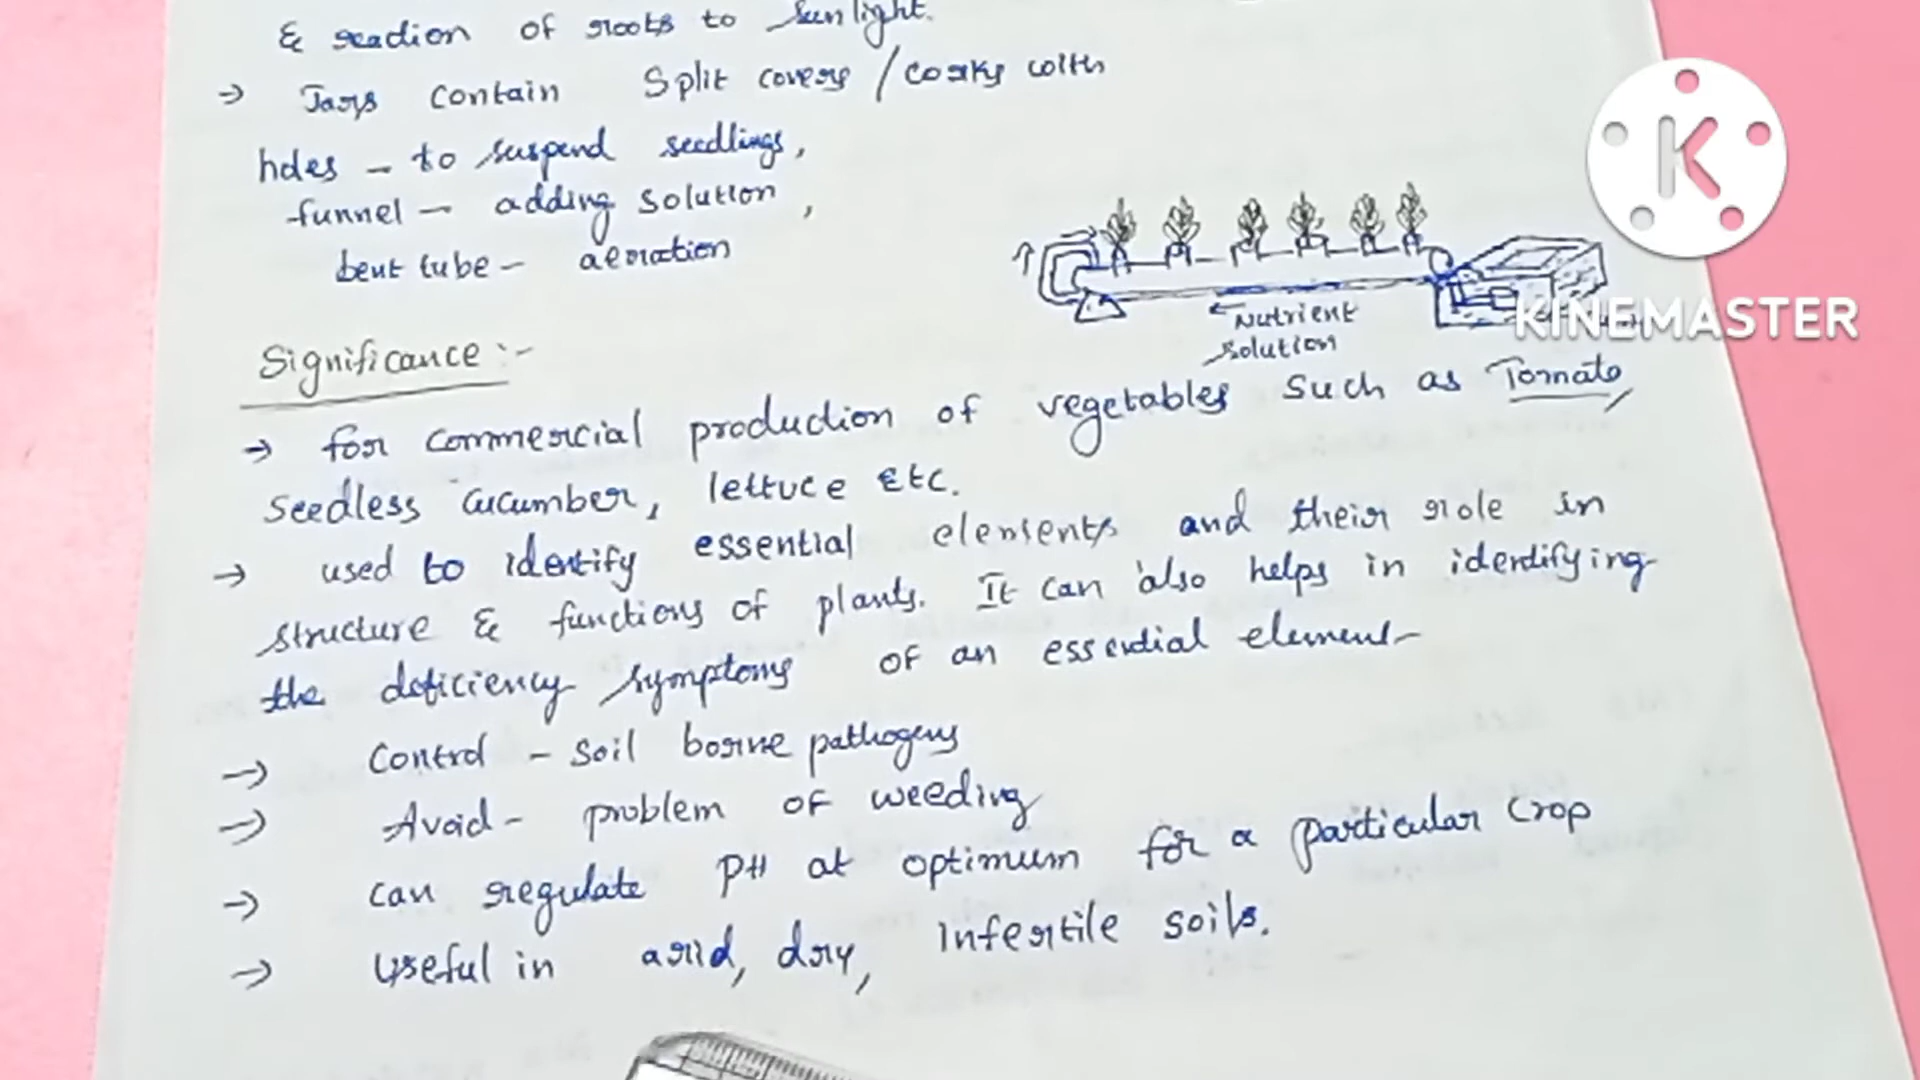 & reaction of roots to sunlight.
→ Jars contain Split covers / corks with
holes - to suspend seedlings,
funnel - adding solution,
bent tube - aeration
K
KINEMASTER
← Nutrient
solution
Significance :-
→ for commercial production of vegetables such as Tomato,
seedless cucumber, lettuce Etc.
→ used to identify essential elements and their role in
structure & functions of plants. It can also helps in identifying
the deficiency symptoms of an essential element
→ Control - soil borne pathogens
→ Avoid - problem of weeding
→ can regulate PH at optimum for a particular crop
→ useful in arid, dry, infertile soils.